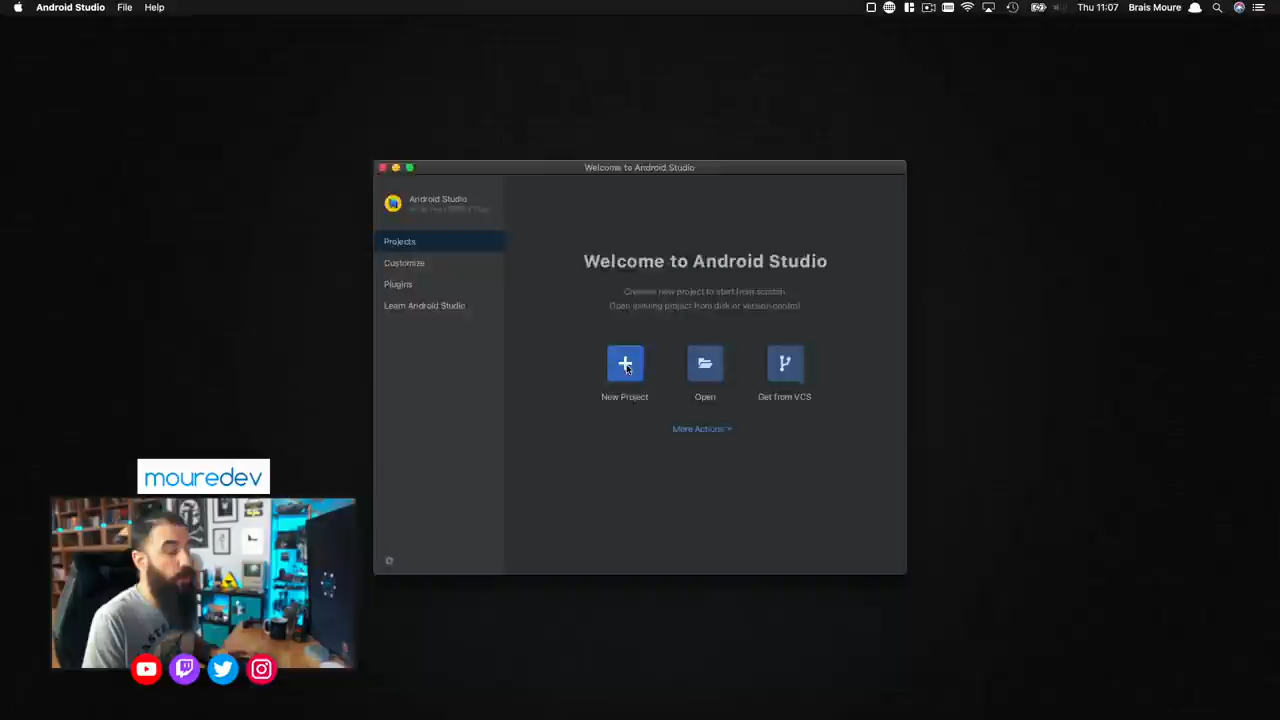 Android Studio File Help Thu 11:07 Brais Moure
Welcome to Android Studio
Android Studio
Projects
Customize
Plugins
Learn Android Studio
Welcome to Android Studio
new project to start from scratch.
Open existing project from disk or version control.
New Project Open Get from VCS
More Actions
mouredev